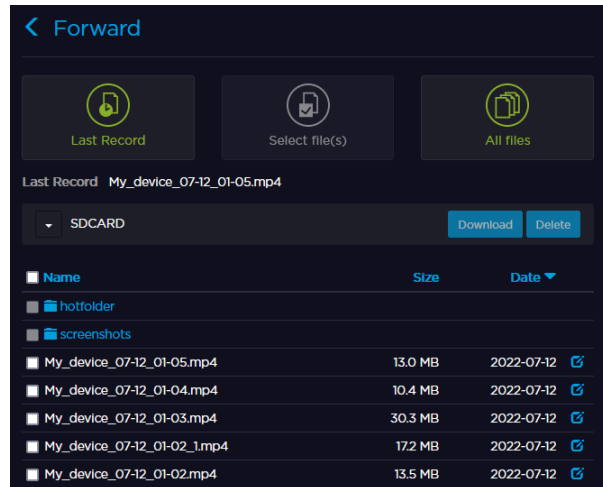 Forward
Last Record Select file(s) All files
Last Record My_device_07-12_01-05.mp4
SDCARD Download Delete
Name Size Date
hotfolder
screenshots
My_device_07-12_01-05.mp4 13.0 MB 2022-07-12
My_device_07-12_01-04.mp4 10.4 MB 2022-07-12
My_device_07-12_01-03.mp4 30.3 MB 2022-07-12
My_device_07-12_01-02_1.mp4 17.2 MB 2022-07-12
My_device_07-12_01-02.mp4 13.5 MB 2022-07-12